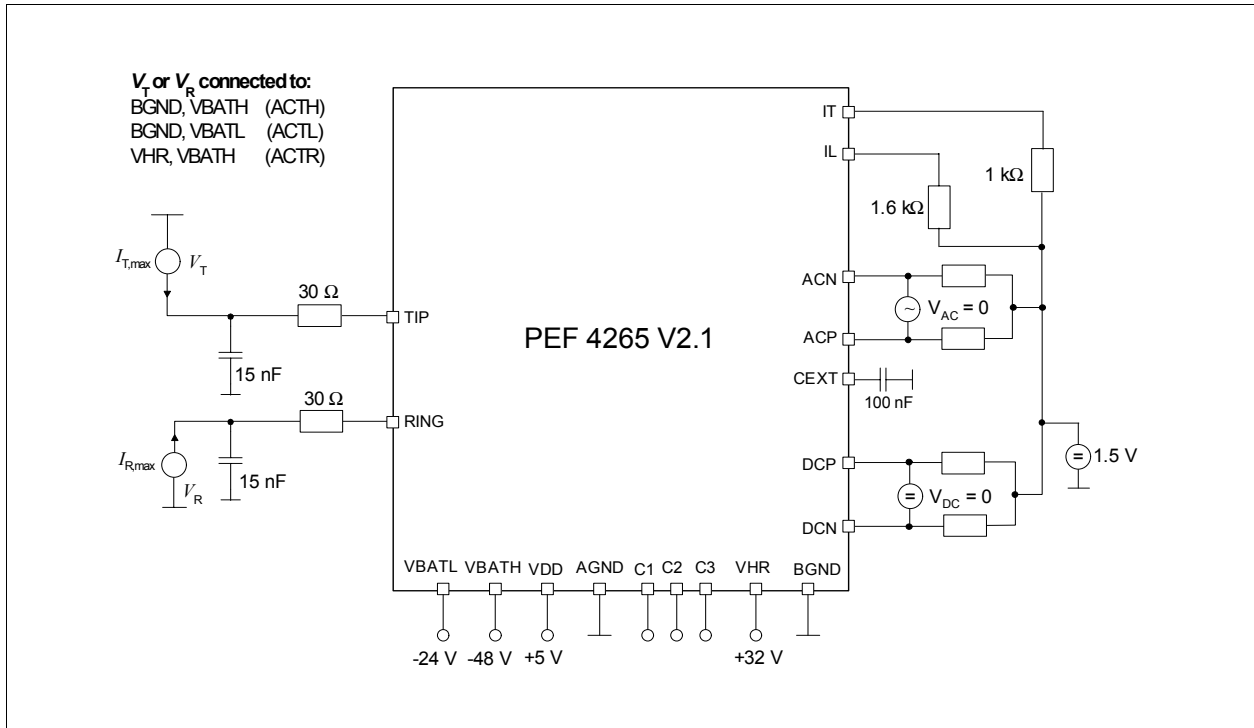 V_T or V_R connected to:
BGND, VBATH (ACTH)
BGND, VBATL (ACTL)
VHR, VBATH (ACTR)
IT
IL
1 kΩ
1.6 kΩ
I_T,max
V_T
30 Ω
TIP
15 nF
PEF 4265 V2.1
ACN
V_AC = 0
ACP
CEXT
100 nF
30 Ω
RING
I_R,max
V_R
15 nF
DCP
V_DC = 0
DCN
1.5 V
VBATL VBATH VDD AGND C1 C2 C3 VHR BGND
-24 V -48 V +5 V +32 V